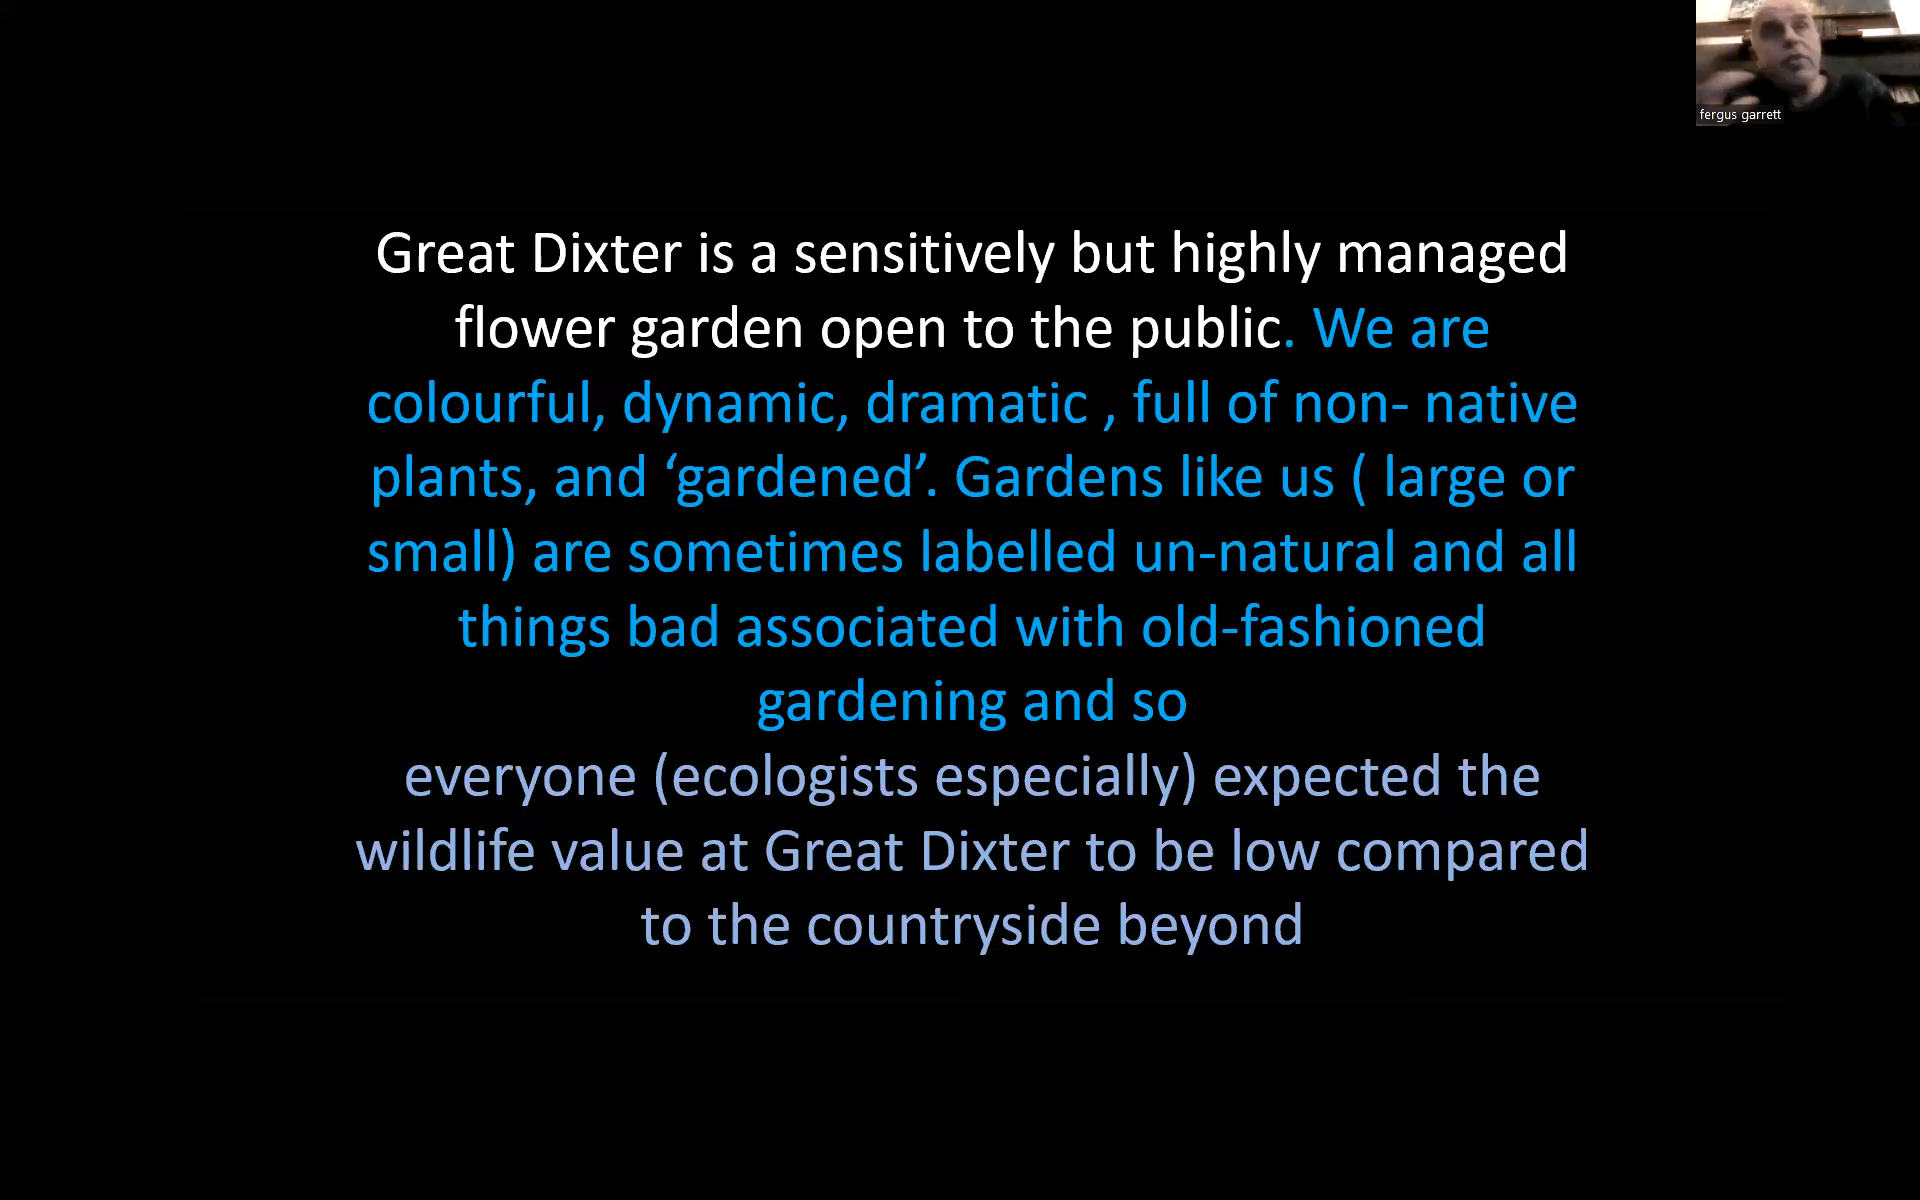 fergus garrett
Great Dixter is a sensitively but highly managed
flower garden open to the public. We are
colourful, dynamic, dramatic , full of non- native
plants, and ‘gardened’. Gardens like us ( large or
small) are sometimes labelled un-natural and all
things bad associated with old-fashioned
gardening and so
everyone (ecologists especially) expected the
wildlife value at Great Dixter to be low compared
to the countryside beyond